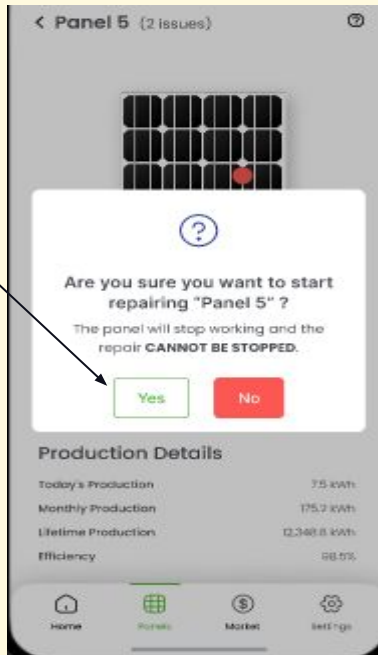 < Panel 5 (2 issues)
?
?
Are you sure you want to start
repairing "Panel 5" ?
The panel will stop working and the
repair CANNOT BE STOPPED.
Yes No
Production Details
Today's Production 7.5 kWh
Monthly Production 175.2 kWh
Lifetime Production 12,348.6 kWh
Efficiency 98.5%
Home Panels Market Settings